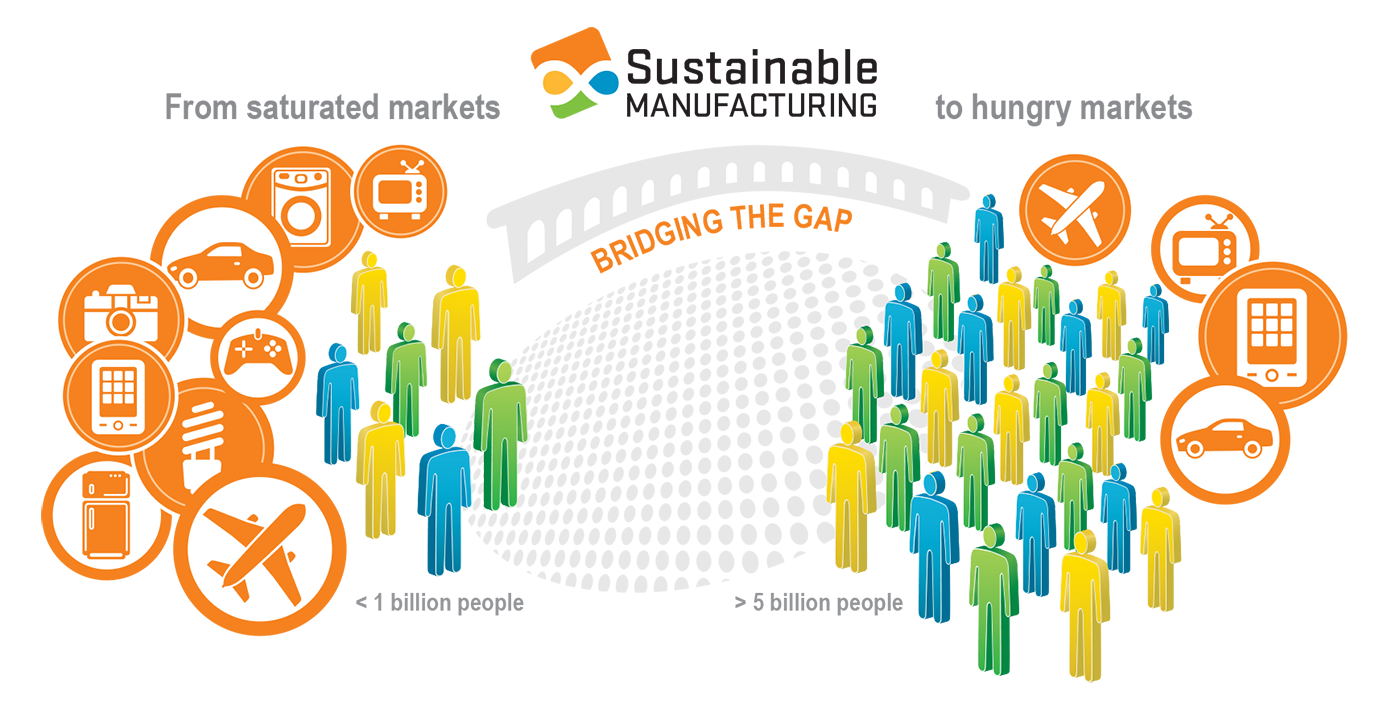 Sustainable
MANUFACTURING
From saturated markets
to hungry markets
BRIDGING THE GAP
< 1 billion people
> 5 billion people